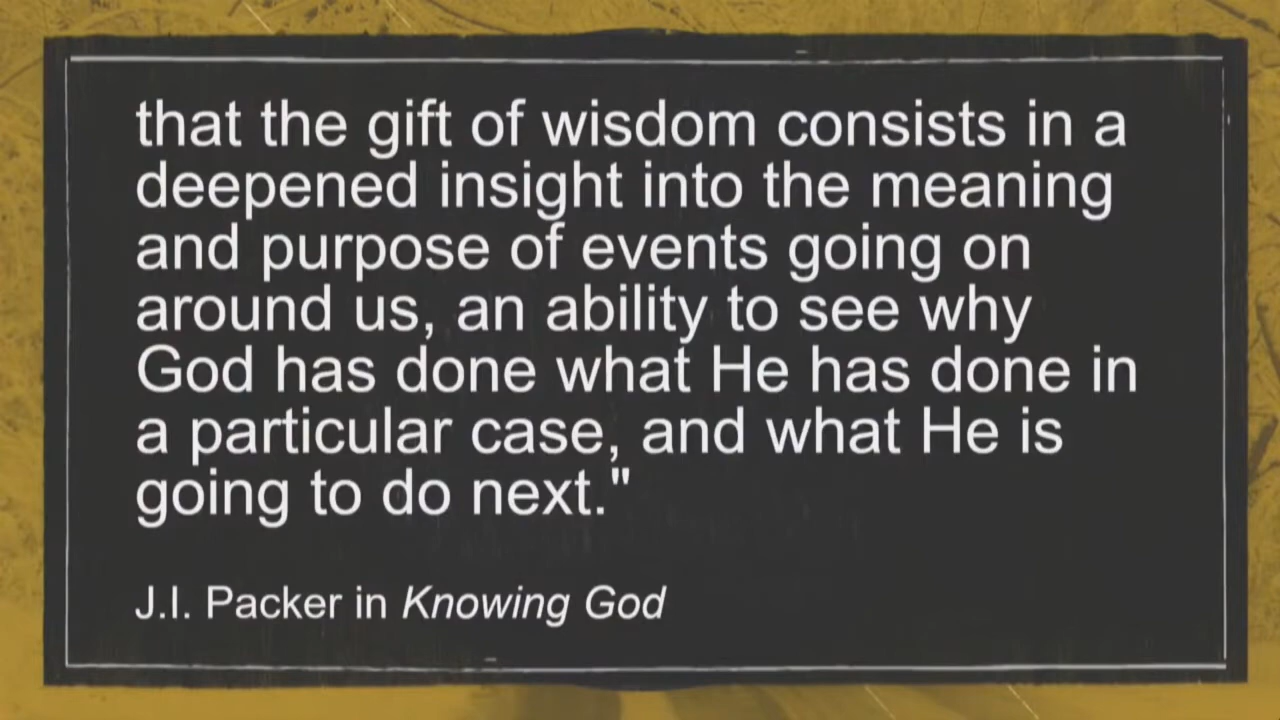 that the gift of wisdom consists in a
deepened insight into the meaning
and purpose of events going on
around us, an ability to see why
God has done what He has done in
a particular case, and what He is
going to do next."
J.I. Packer in Knowing God